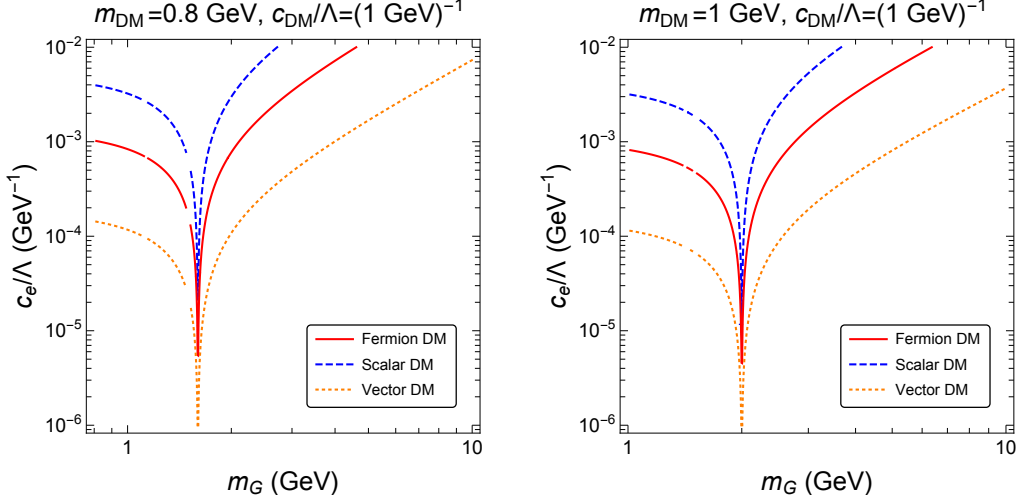 m_DM=0.8 GeV, c_DM/Λ=(1 GeV)⁻¹
10⁻²
10⁻³
10⁻⁴
10⁻⁵
10⁻⁶
c_e/Λ (GeV⁻¹)
Fermion DM
Scalar DM
Vector DM
1
2
10
m_G (GeV)
m_DM=1 GeV, c_DM/Λ=(1 GeV)⁻¹
10⁻²
10⁻³
10⁻⁴
10⁻⁵
10⁻⁶
c_e/Λ (GeV⁻¹)
Fermion DM
Scalar DM
Vector DM
1
2
10
m_G (GeV)